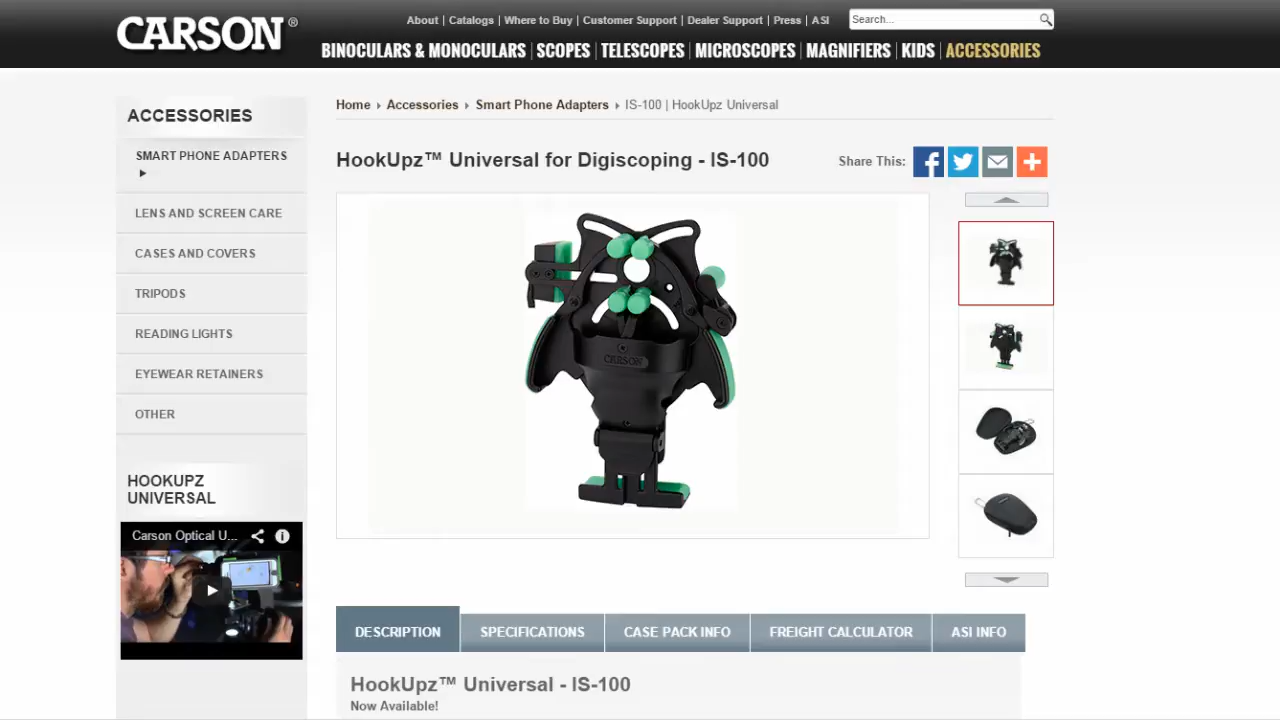 CARSON®
About | Catalogs | Where to Buy | Customer Support | Dealer Support | Press | ASI
Search...
BINOCULARS & MONOCULARS | SCOPES | TELESCOPES | MICROSCOPES | MAGNIFIERS | KIDS | ACCESSORIES
Home ▸ Accessories ▸ Smart Phone Adapters ▸ IS-100 | HookUpz Universal
ACCESSORIES
SMART PHONE ADAPTERS
LENS AND SCREEN CARE
CASES AND COVERS
TRIPODS
READING LIGHTS
EYEWEAR RETAINERS
OTHER
HOOKUPZ
UNIVERSAL
Carson Optical U...
HookUpz™ Universal for Digiscoping - IS-100
Share This:
CARSON
DESCRIPTION
SPECIFICATIONS
CASE PACK INFO
FREIGHT CALCULATOR
ASI INFO
HookUpz™ Universal - IS-100
Now Available!